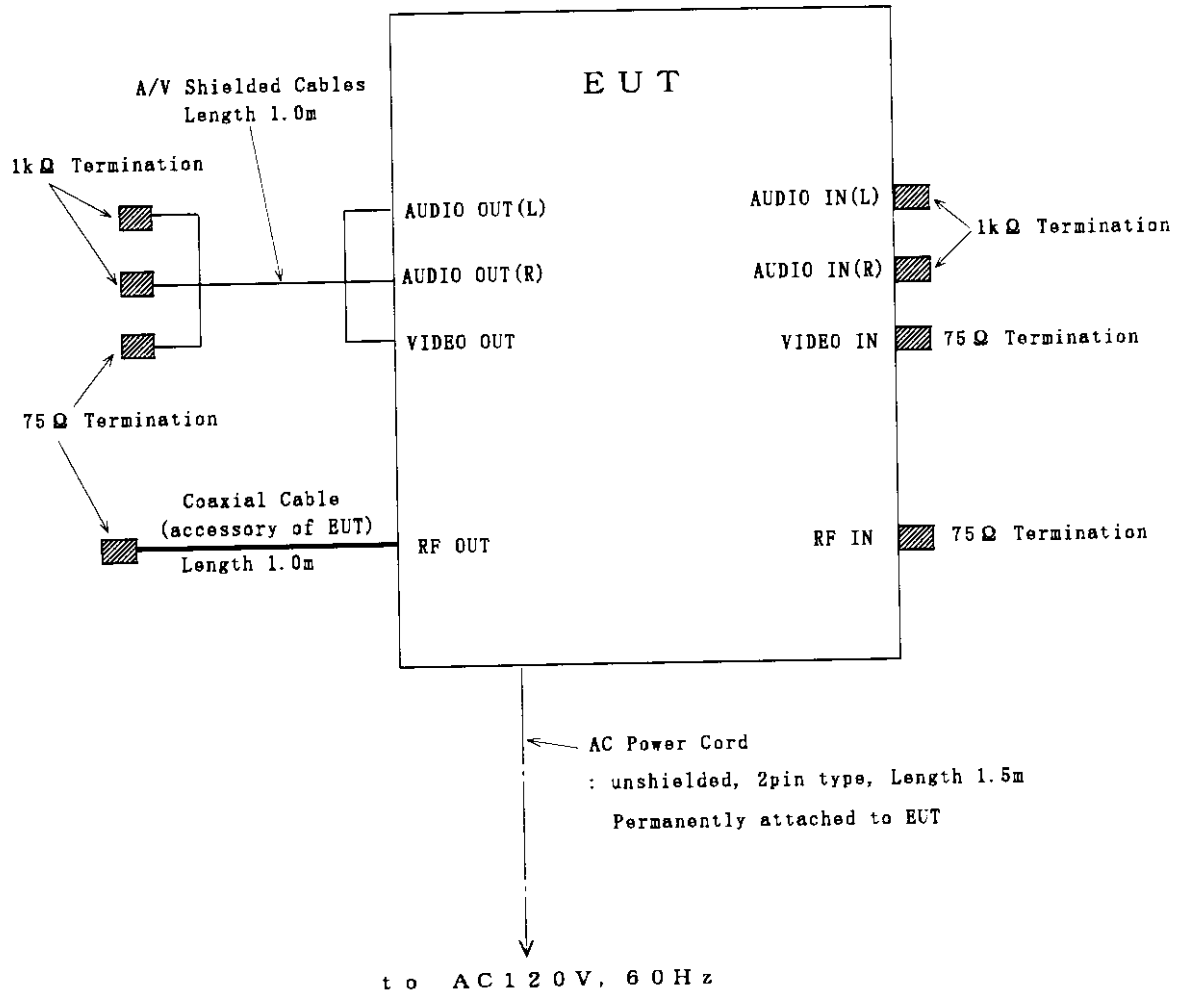 EUT
A/V Shielded Cables
Length 1.0m
1kΩ Termination
AUDIO OUT(L)
AUDIO IN(L)
1kΩ Termination
AUDIO OUT(R)
AUDIO IN(R)
VIDEO OUT
VIDEO IN
75Ω Termination
75Ω Termination
Coaxial Cable
(accessory of EUT)
Length 1.0m
RF OUT
RF IN
75Ω Termination
AC Power Cord
: unshielded, 2pin type, Length 1.5m
Permanently attached to EUT
to AC120V, 60Hz